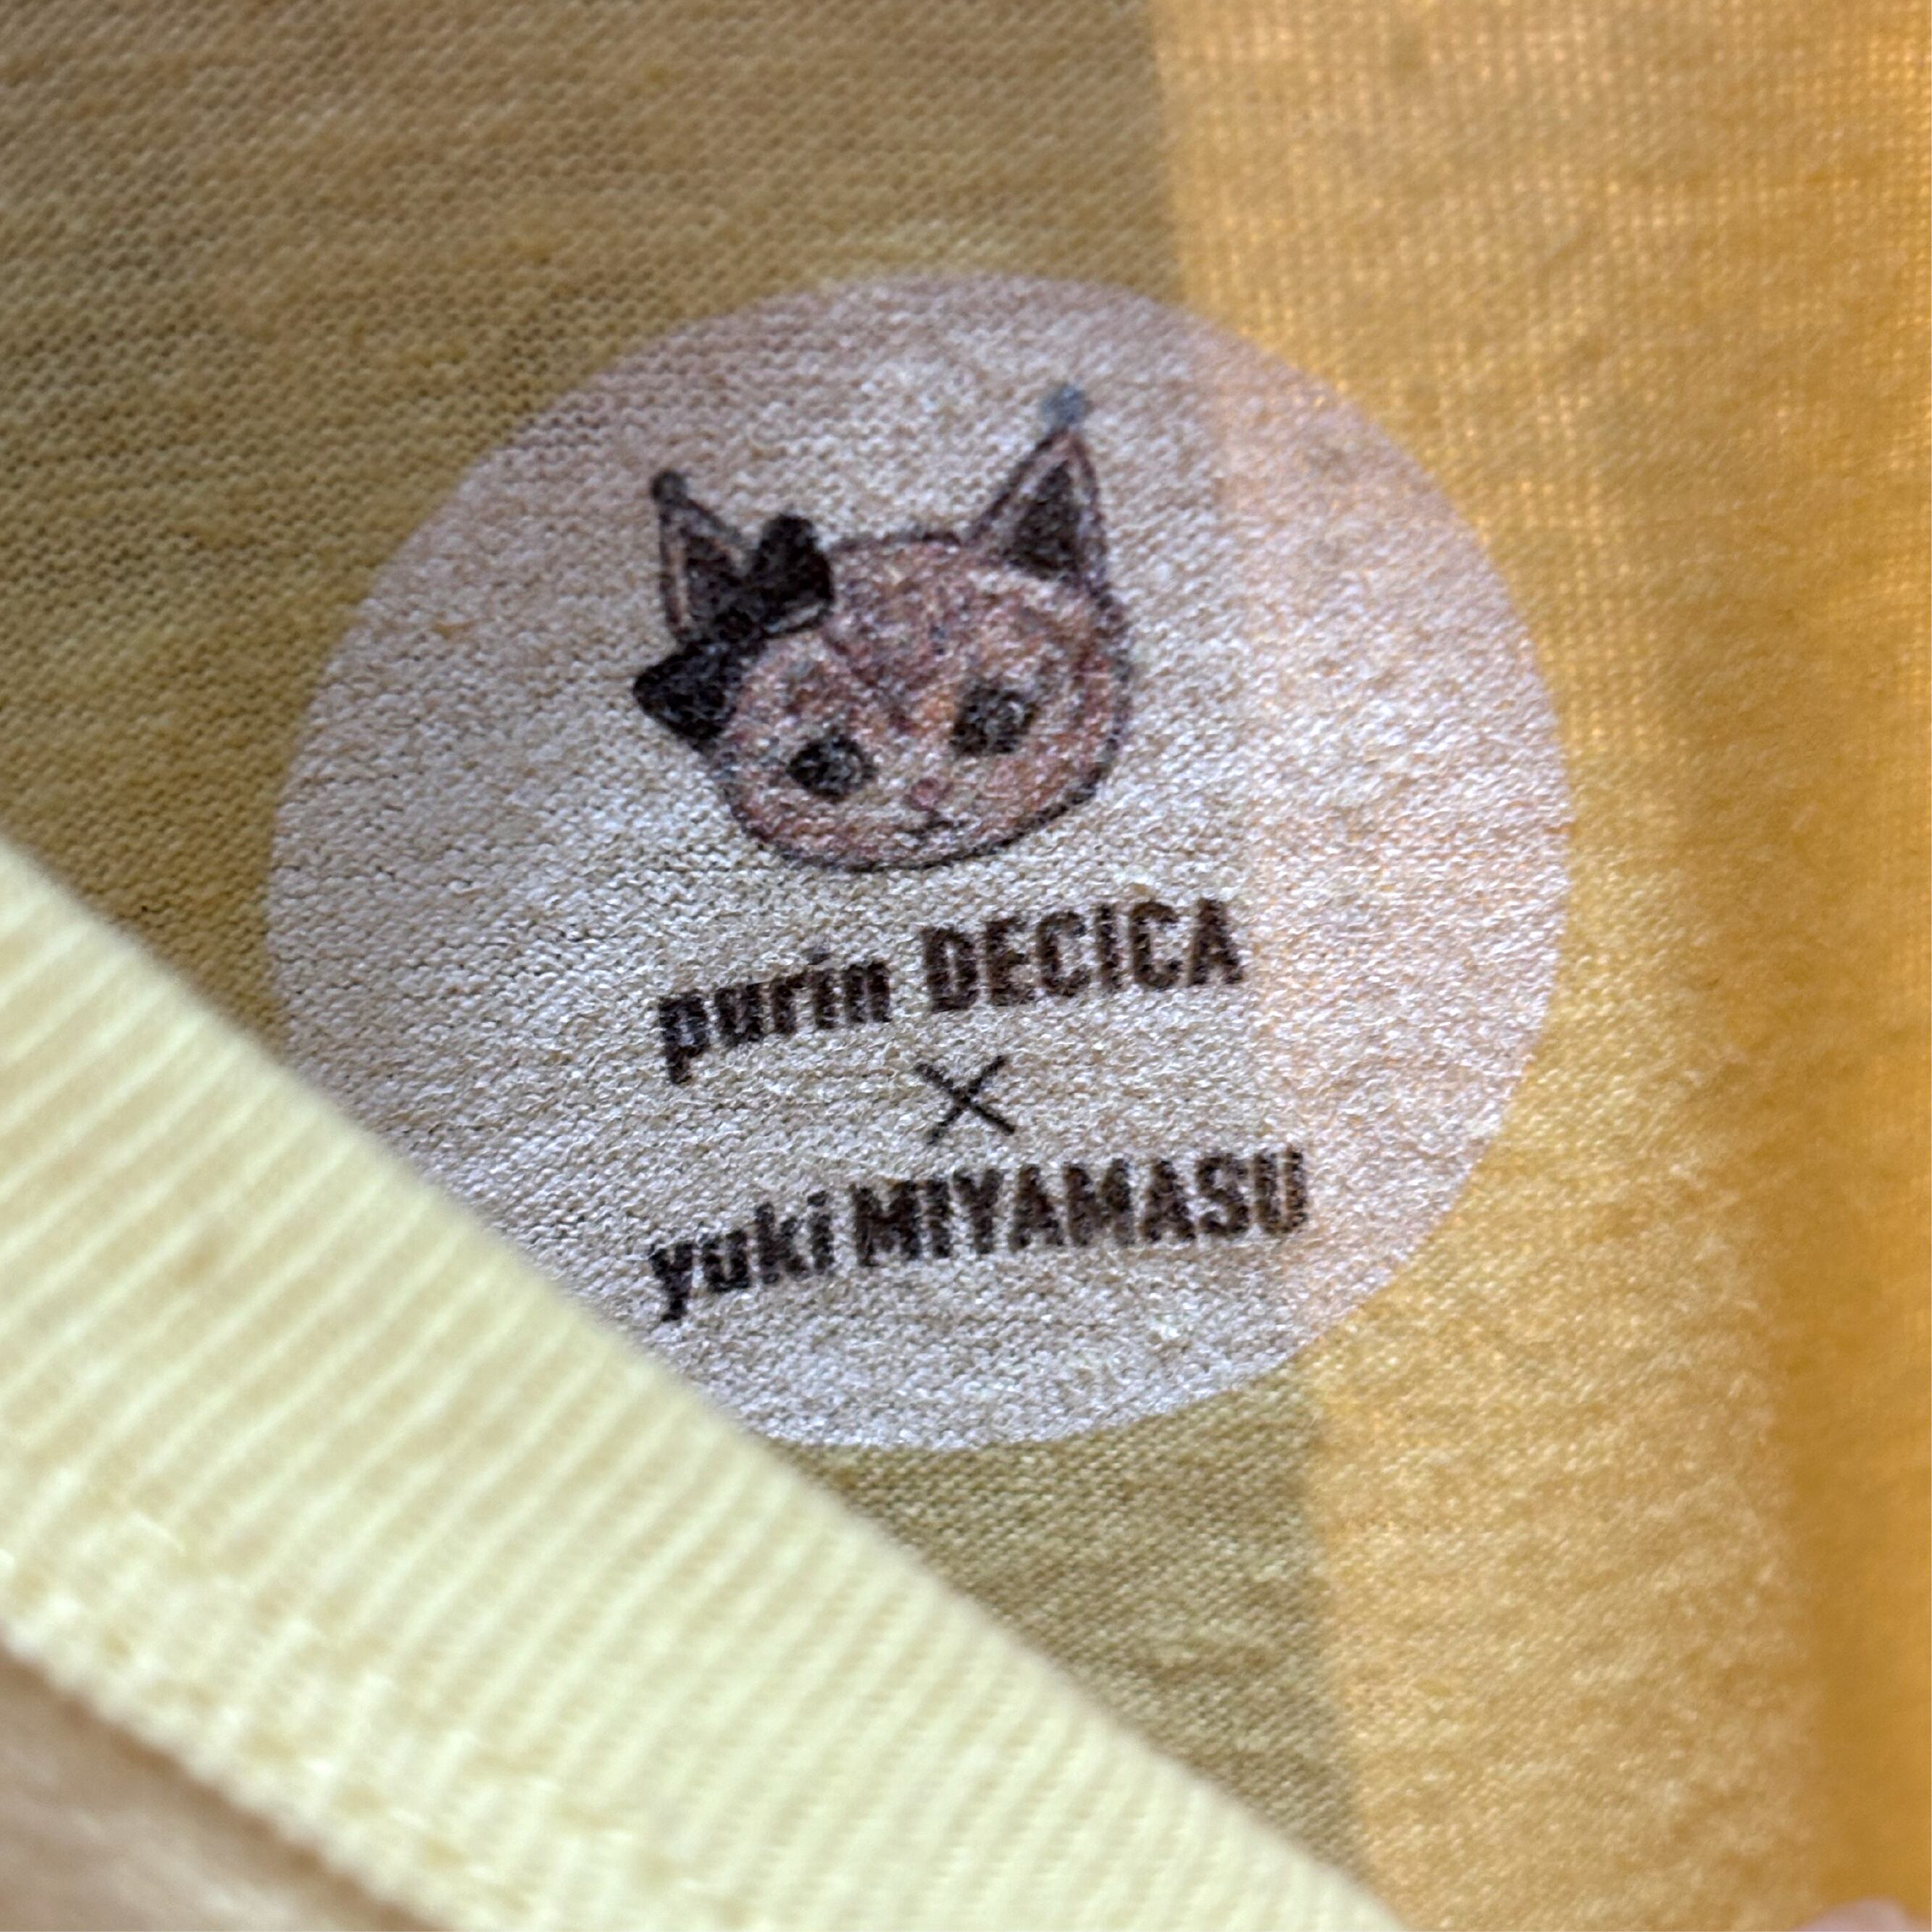 purin DECICA
×
yuki MIYAMASU